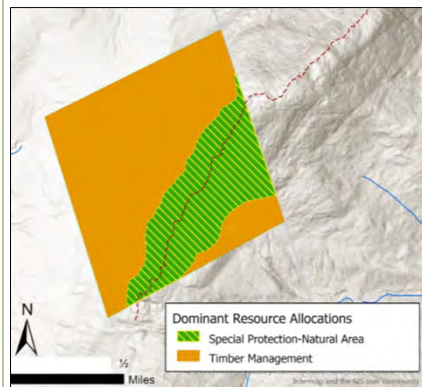 N
½
Miles
Dominant Resource Allocations
Special Protection-Natural Area
Timber Management
Intermap and the GIS user community